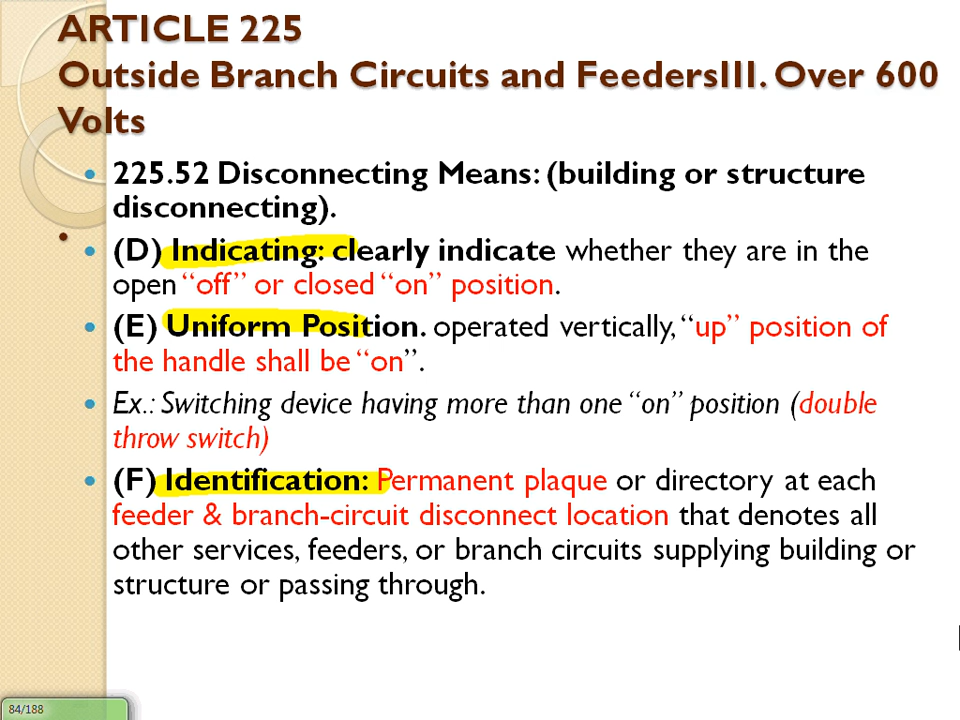 ARTICLE 225
Outside Branch Circuits and FeedersIII. Over 600
Volts
225.52 Disconnecting Means: (building or structure
disconnecting).
(D) Indicating: clearly indicate whether they are in the
open “off” or closed “on” position.
(E) Uniform Position. operated vertically, “up” position of
the handle shall be “on”.
Ex.: Switching device having more than one “on” position (double
throw switch)
(F) Identification: Permanent plaque or directory at each
feeder & branch-circuit disconnect location that denotes all
other services, feeders, or branch circuits supplying building or
structure or passing through.
84/188